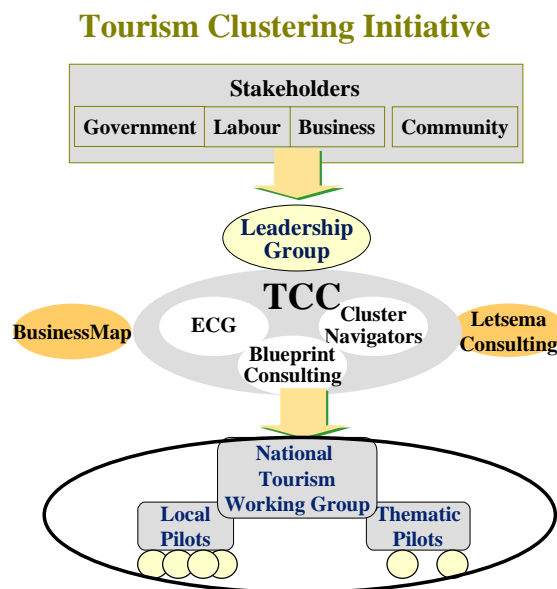 Tourism Clustering Initiative
Stakeholders
Government Labour Business Community
Leadership
Group
TCC
ECG
Cluster
Navigators
Blueprint
Consulting
BusinessMap
Letsema
Consulting
National
Tourism
Working Group
Local
Pilots
Thematic
Pilots